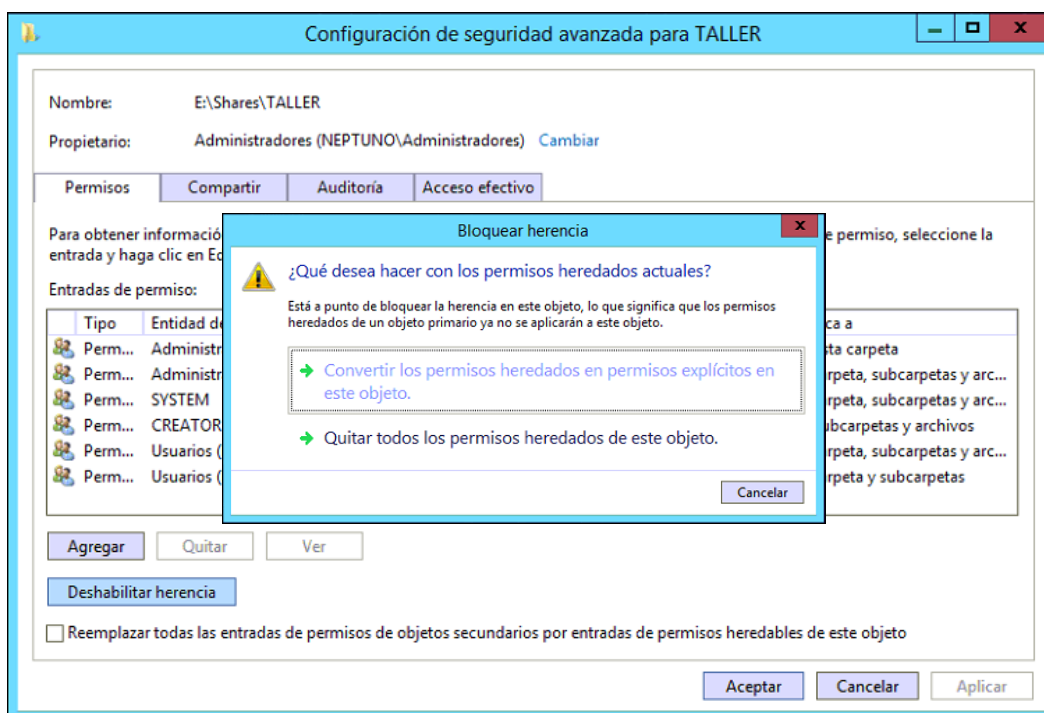 Configuración de seguridad avanzada para TALLER
Nombre: E:\Shares\TALLER
Propietario: Administradores (NEPTUNO\Administradores) Cambiar
Permisos Compartir Auditoría Acceso efectivo
Para obtener informació e permiso, seleccione la
entrada y haga clic en Ed
Entradas de permiso:
Tipo Entidad de ca a
Perm... Administr sta carpeta
Perm... Administr rpeta, subcarpetas y arc...
Perm... SYSTEM rpeta, subcarpetas y arc...
Perm... CREATOR ubcarpetas y archivos
Perm... Usuarios ( rpeta, subcarpetas y arc...
Perm... Usuarios ( rpeta y subcarpetas
Bloquear herencia
¿Qué desea hacer con los permisos heredados actuales?
Está a punto de bloquear la herencia en este objeto, lo que significa que los permisos
heredados de un objeto primario ya no se aplicarán a este objeto.
Convertir los permisos heredados en permisos explícitos en
este objeto.
Quitar todos los permisos heredados de este objeto.
Cancelar
Agregar Quitar Ver
Deshabilitar herencia
Reemplazar todas las entradas de permisos de objetos secundarios por entradas de permisos heredables de este objeto
Aceptar Cancelar Aplicar